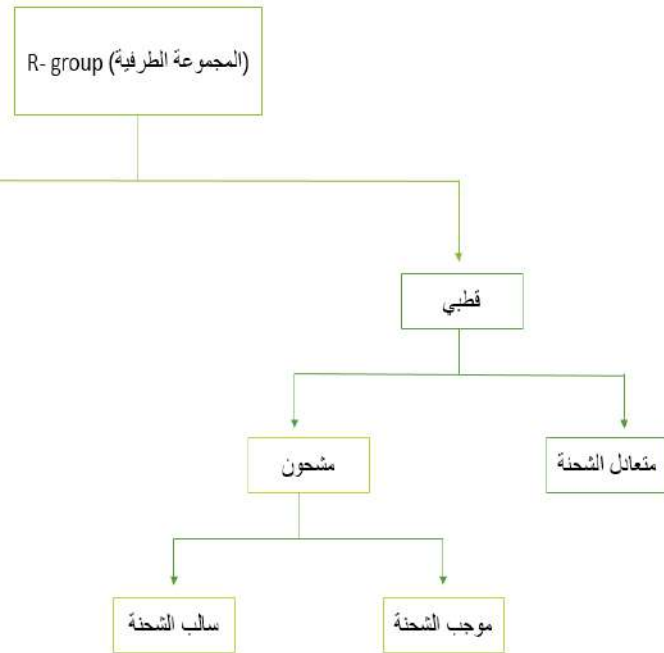 R- group (المجموعة الطرفية)
قطبي
متعادل الشحنة
مشحون
موجب الشحنة
سالب الشحنة